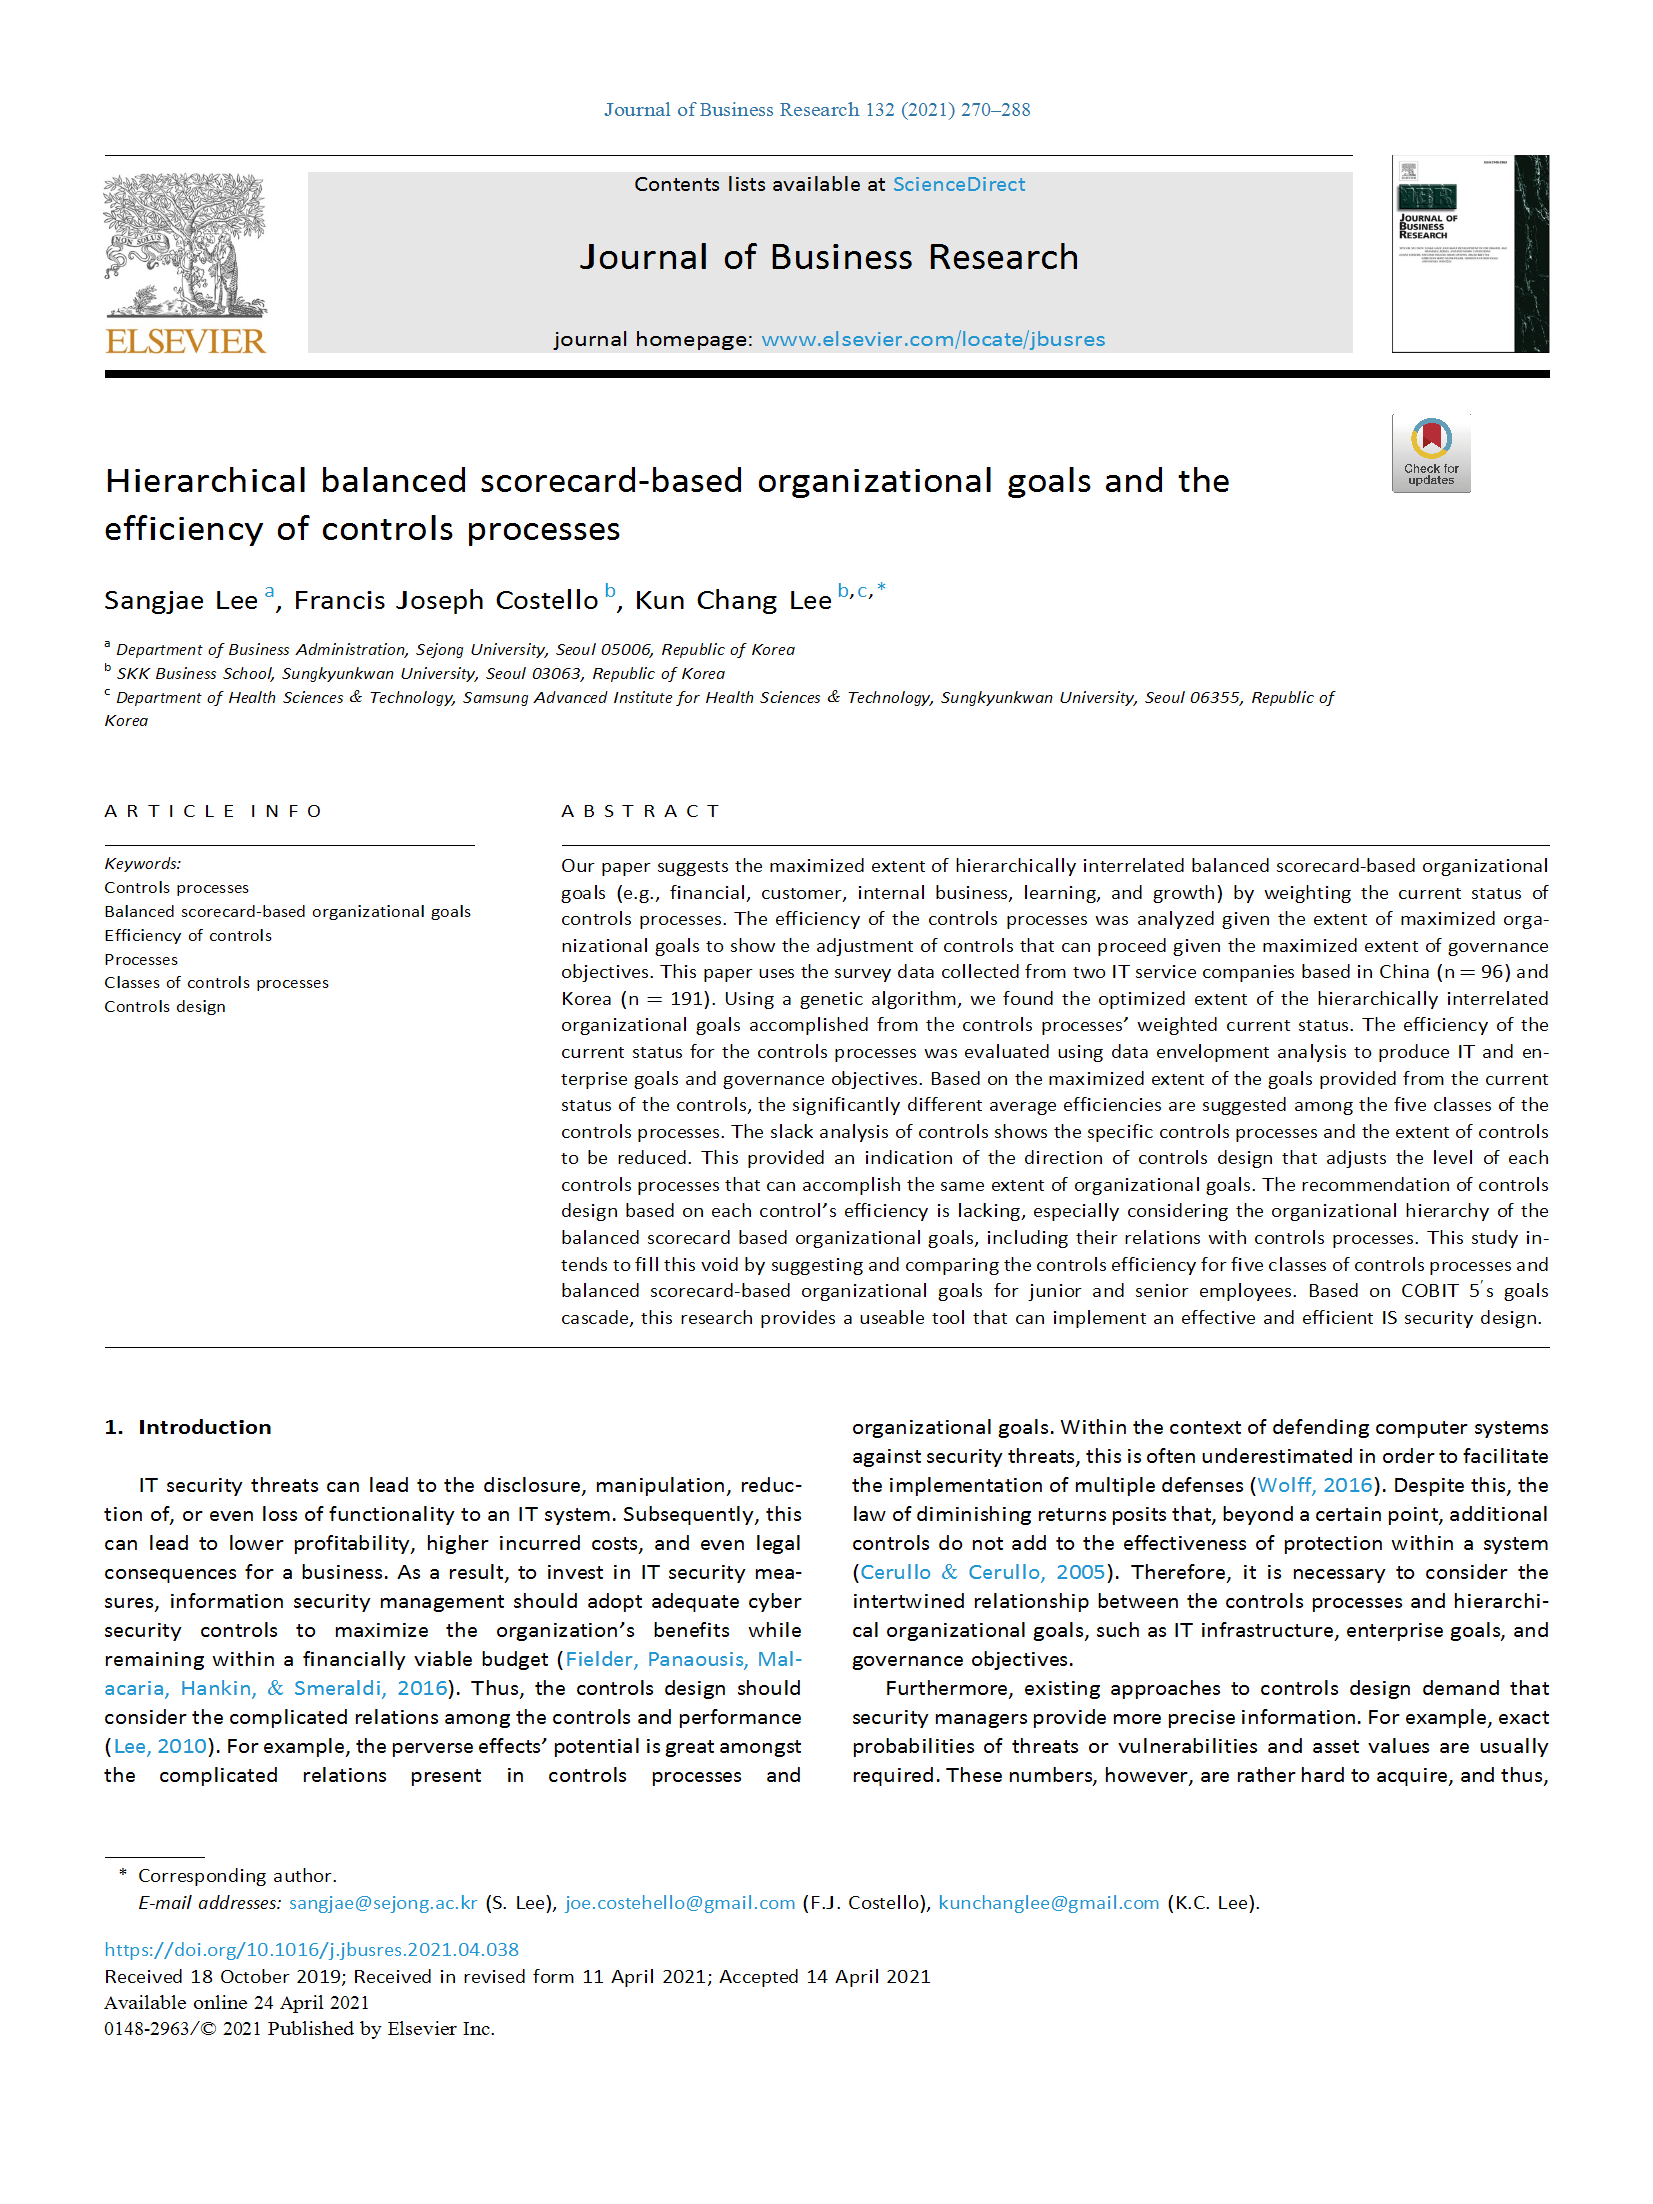 Journal of Business Research 132 (2021) 270–288
Contents lists available at ScienceDirect
Journal of Business Research
journal homepage: www.elsevier.com/locate/jbusres
NON SOLUS
ELSEVIER
JBR
JOURNAL OF
BUSINESS
RESEARCH
Check for
updates
Hierarchical balanced scorecard-based organizational goals and the
efficiency of controls processes
Sangjae Lee a, Francis Joseph Costello b, Kun Chang Lee b,c,*
a Department of Business Administration, Sejong University, Seoul 05006, Republic of Korea
b SKK Business School, Sungkyunkwan University, Seoul 03063, Republic of Korea
c Department of Health Sciences & Technology, Samsung Advanced Institute for Health Sciences & Technology, Sungkyunkwan University, Seoul 06355, Republic of
Korea
ARTICLE INFO
Keywords:
Controls processes
Balanced scorecard-based organizational goals
Efficiency of controls
Processes
Classes of controls processes
Controls design
ABSTRACT
Our paper suggests the maximized extent of hierarchically interrelated balanced scorecard-based organizational
goals (e.g., financial, customer, internal business, learning, and growth) by weighting the current status of
controls processes. The efficiency of the controls processes was analyzed given the extent of maximized orga-
nizational goals to show the adjustment of controls that can proceed given the maximized extent of governance
objectives. This paper uses the survey data collected from two IT service companies based in China (n = 96) and
Korea (n = 191). Using a genetic algorithm, we found the optimized extent of the hierarchically interrelated
organizational goals accomplished from the controls processes’ weighted current status. The efficiency of the
current status for the controls processes was evaluated using data envelopment analysis to produce IT and en-
terprise goals and governance objectives. Based on the maximized extent of the goals provided from the current
status of the controls, the significantly different average efficiencies are suggested among the five classes of the
controls processes. The slack analysis of controls shows the specific controls processes and the extent of controls
to be reduced. This provided an indication of the direction of controls design that adjusts the level of each
controls processes that can accomplish the same extent of organizational goals. The recommendation of controls
design based on each control’s efficiency is lacking, especially considering the organizational hierarchy of the
balanced scorecard based organizational goals, including their relations with controls processes. This study in-
tends to fill this void by suggesting and comparing the controls efficiency for five classes of controls processes and
balanced scorecard-based organizational goals for junior and senior employees. Based on COBIT 5's goals
cascade, this research provides a useable tool that can implement an effective and efficient IS security design.
1. Introduction
IT security threats can lead to the disclosure, manipulation, reduc-
tion of, or even loss of functionality to an IT system. Subsequently, this
can lead to lower profitability, higher incurred costs, and even legal
consequences for a business. As a result, to invest in IT security mea-
sures, information security management should adopt adequate cyber
security controls to maximize the organization’s benefits while
remaining within a financially viable budget (Fielder, Panaousis, Mal-
acaria, Hankin, & Smeraldi, 2016). Thus, the controls design should
consider the complicated relations among the controls and performance
(Lee, 2010). For example, the perverse effects’ potential is great amongst
the complicated relations present in controls processes and
organizational goals. Within the context of defending computer systems
against security threats, this is often underestimated in order to facilitate
the implementation of multiple defenses (Wolff, 2016). Despite this, the
law of diminishing returns posits that, beyond a certain point, additional
controls do not add to the effectiveness of protection within a system
(Cerullo & Cerullo, 2005). Therefore, it is necessary to consider the
intertwined relationship between the controls processes and hierarchi-
cal organizational goals, such as IT infrastructure, enterprise goals, and
governance objectives.
Furthermore, existing approaches to controls design demand that
security managers provide more precise information. For example, exact
probabilities of threats or vulnerabilities and asset values are usually
required. These numbers, however, are rather hard to acquire, and thus,
* Corresponding author.
E-mail addresses: sangjae@sejong.ac.kr (S. Lee), joe.costehello@gmail.com (F.J. Costello), kunchanglee@gmail.com (K.C. Lee).
https://doi.org/10.1016/j.jbusres.2021.04.038
Received 18 October 2019; Received in revised form 11 April 2021; Accepted 14 April 2021
Available online 24 April 2021
0148-2963/© 2021 Published by Elsevier Inc.